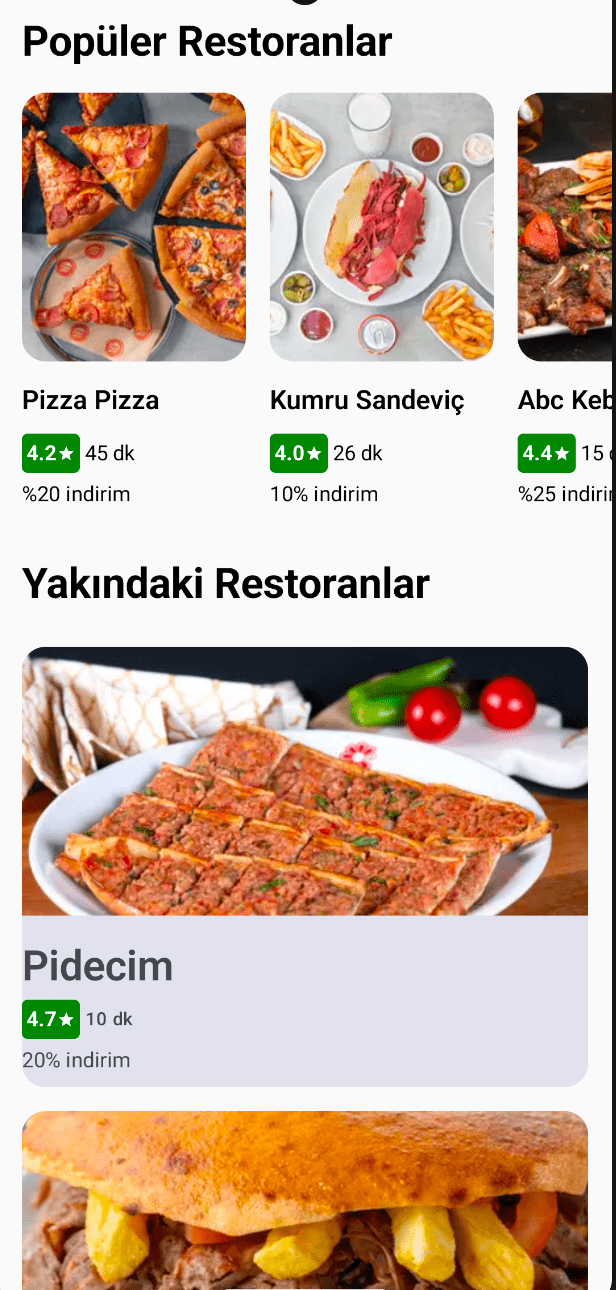 Popüler Restoranlar
Pizza Pizza
4.2★ 45 dk
%20 indirim
Kumru Sandeviç
4.0★ 26 dk
10% indirim
Abc Keb
4.4★ 15
%25 indirim
Yakındaki Restoranlar
Pidecim
4.7★ 10 dk
20% indirim